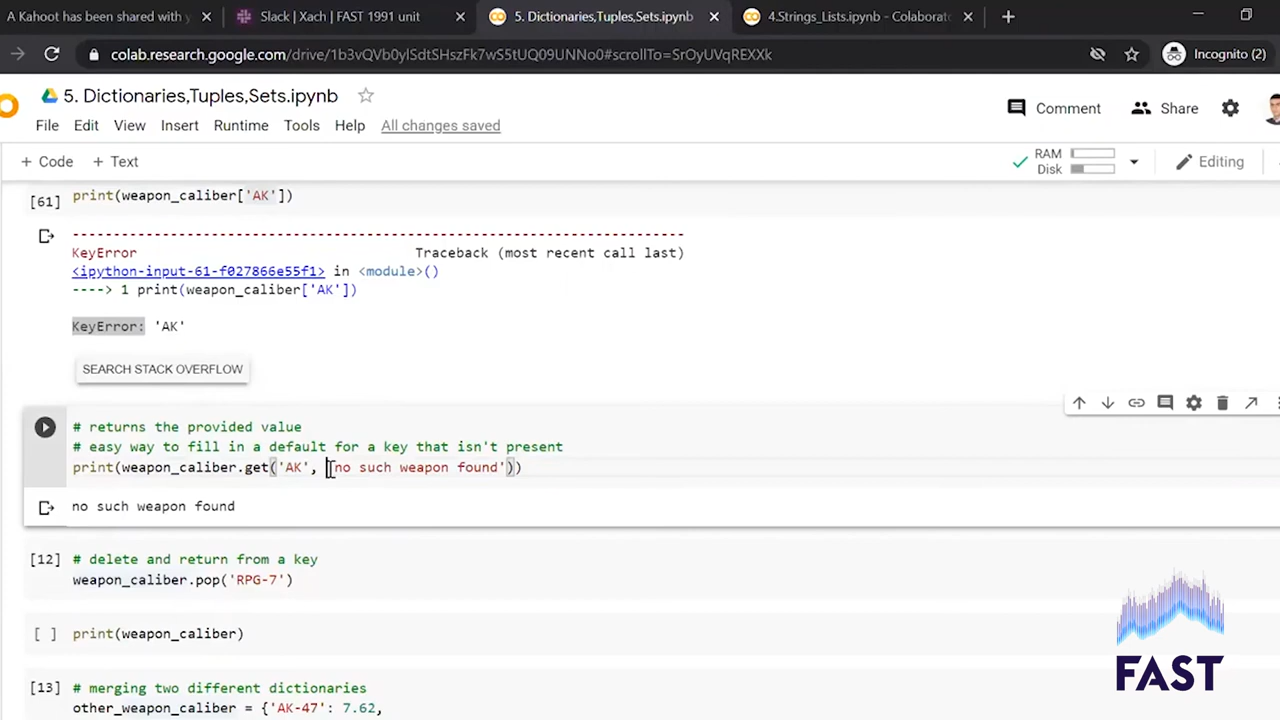 A Kahoot has been shared with y
Slack | Xach | FAST 1991 unit
5. Dictionaries,Tuples,Sets.ipynb
4.Strings_Lists.ipynb - Colaborat
colab.research.google.com/drive/1b3vQVb0ylSdtSHszFk7wS5tUQ09UNNo0#scrollTo=SrOyUVqREXXk
Incognito (2)
5. Dictionaries,Tuples,Sets.ipynb
Comment
Share
File Edit View Insert Runtime Tools Help All changes saved
+ Code + Text
RAM
Disk
Editing
[61] print(weapon_caliber['AK'])
---------------------------------------------------------------------------
KeyError Traceback (most recent call last)
<ipython-input-61-f027866e55f1> in <module>()
----> 1 print(weapon_caliber['AK'])
KeyError: 'AK'
SEARCH STACK OVERFLOW
# returns the provided value
# easy way to fill in a default for a key that isn't present
print(weapon_caliber.get('AK', 'no such weapon found'))
no such weapon found
[12] # delete and return from a key
weapon_caliber.pop('RPG-7')
[ ] print(weapon_caliber)
[13] # merging two different dictionaries
other_weapon_caliber = {'AK-47': 7.62,
FAST